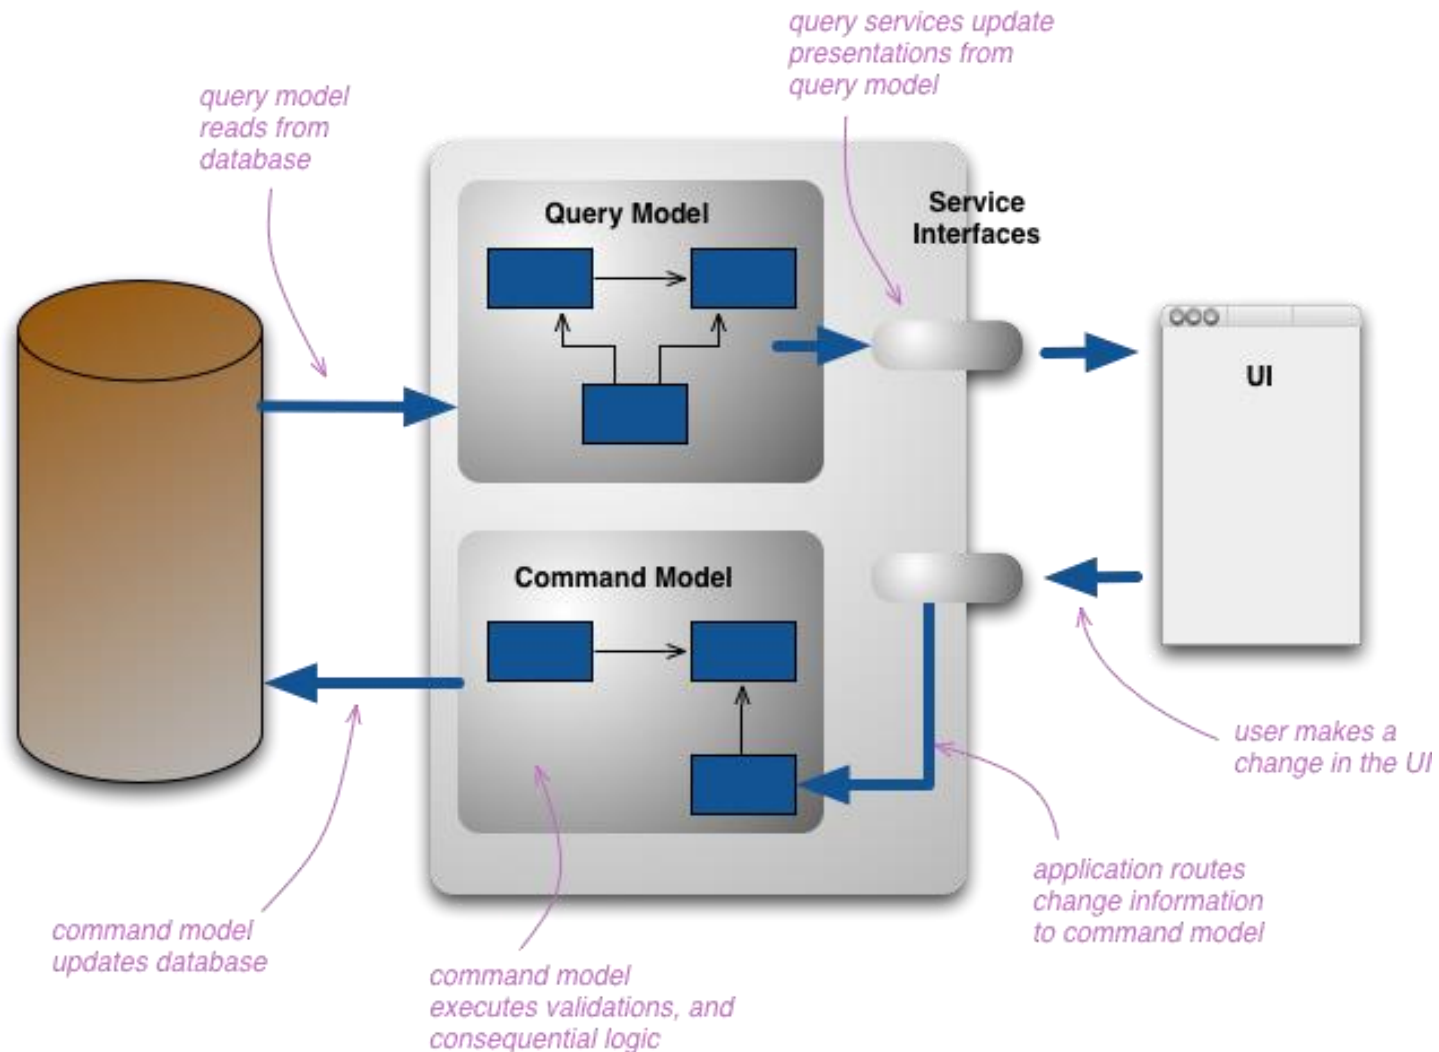 query services update
presentations from
query model
query model
reads from
database
Query Model
Service
Interfaces
UI
Command Model
user makes a
change in the UI
application routes
change information
to command model
command model
updates database
command model
executes validations, and
consequential logic